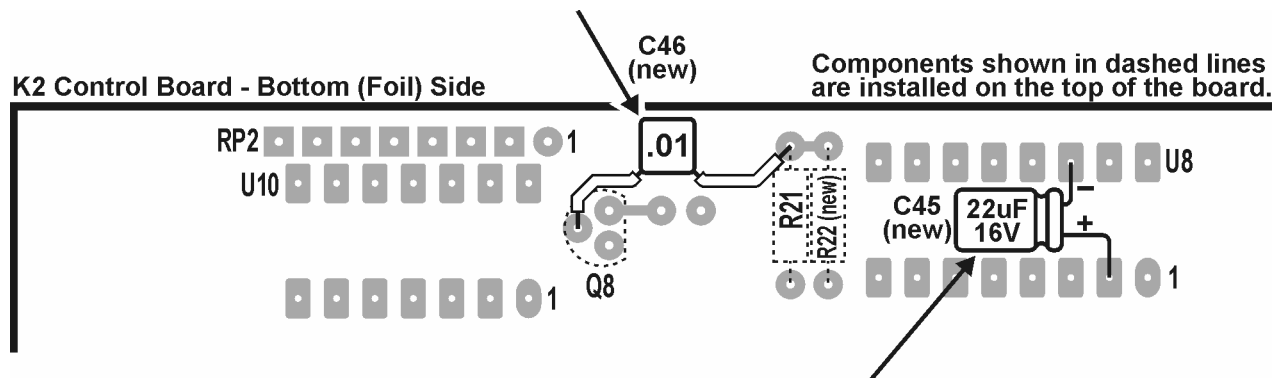 C46
(new)
K2 Control Board - Bottom (Foil) Side
Components shown in dashed lines
are installed on the top of the board.
RP2
1
.01
U10
U8
R21
R22 (new)
C45
(new)
22uF
16V
–
+
Q8
1
1